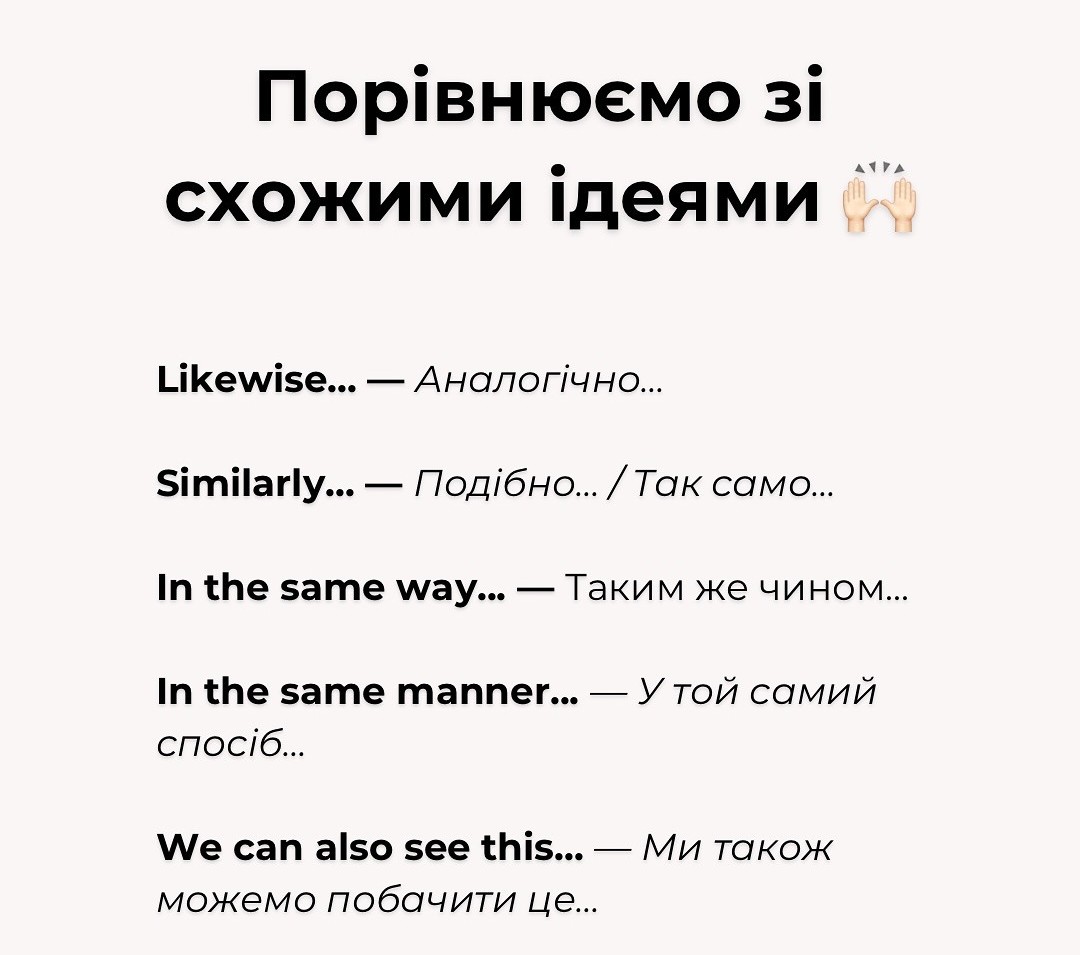 Порівнюємо зі
схожими ідеями 🙌🏻
Likewise... — Аналогічно...
Similarly... — Подібно... / Так само...
In the same way... — Таким же чином...
In the same manner... — У той самий
спосіб...
We can also see this... — Ми також
можемо побачити це...